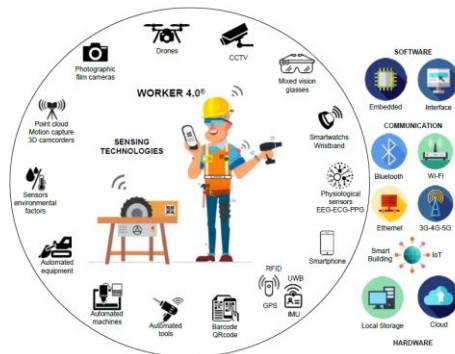 Drones
CCTV
Photographic
film cameras
WORKER 4.0®
Mixed vision
glasses
Point cloud
Motion capture
3D camcorders
SENSING
TECHNOLOGIES
Smartwatchs
Wristband
Sensors
environmental
factors
Physiological
sensors
EEG-ECG-PPG
Automated
equipment
Smartphone
Automated
machines
Automated
tools
Barcode
QRcode
RFID
GPS
UWB
IMU
SOFTWARE
Embedded
Interface
COMMUNICATION
Bluetooth
Wi-Fi
Ethernet
3G-4G-5G
Smart
Building
IoT
Local Storage
Cloud
HARDWARE